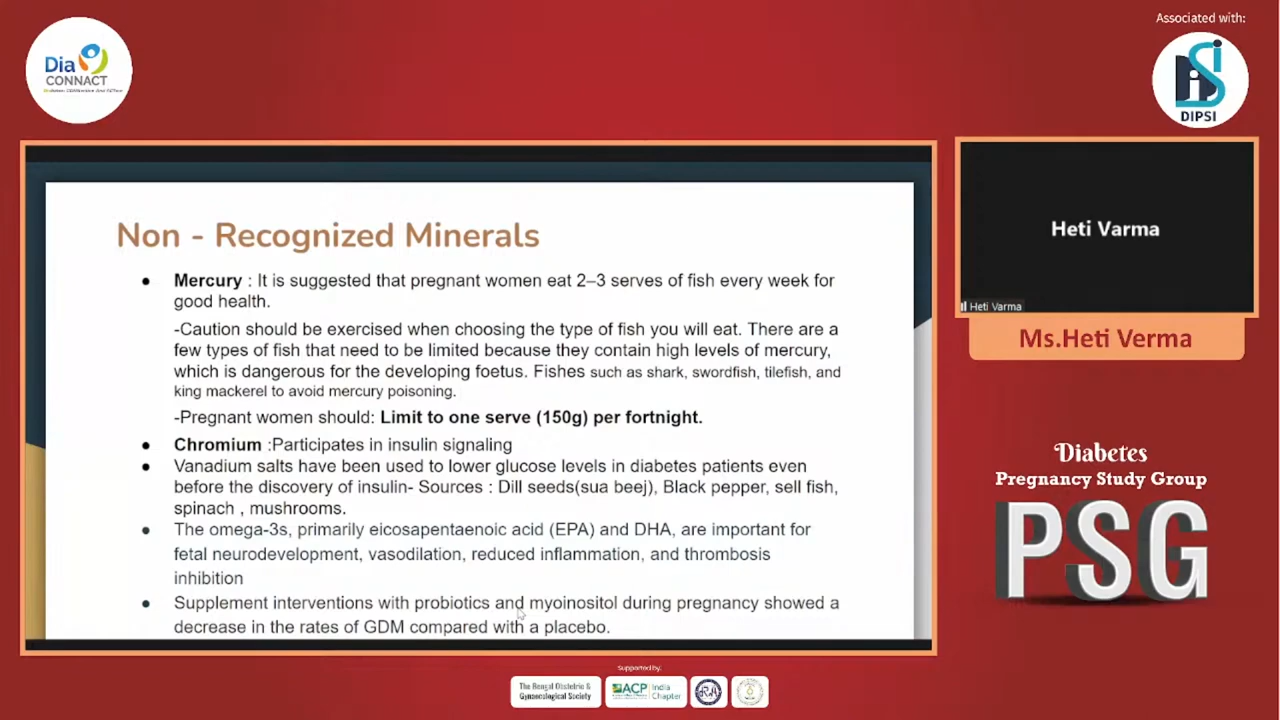 Associated with:
Dia
CONNACT
DIPSI
Non - Recognized Minerals
● Mercury : It is suggested that pregnant women eat 2–3 serves of fish every week for
good health.
-Caution should be exercised when choosing the type of fish you will eat. There are a
few types of fish that need to be limited because they contain high levels of mercury,
which is dangerous for the developing foetus. Fishes such as shark, swordfish, tilefish, and
king mackerel to avoid mercury poisoning.
-Pregnant women should: Limit to one serve (150g) per fortnight.
● Chromium :Participates in insulin signaling
● Vanadium salts have been used to lower glucose levels in diabetes patients even
before the discovery of insulin- Sources : Dill seeds(sua beej), Black pepper, sell fish,
spinach , mushrooms.
● The omega-3s, primarily eicosapentaenoic acid (EPA) and DHA, are important for
fetal neurodevelopment, vasodilation, reduced inflammation, and thrombosis
inhibition
● Supplement interventions with probiotics and myoinositol during pregnancy showed a
decrease in the rates of GDM compared with a placebo.
Heti Varma
Heti Varma
Ms.Heti Verma
Diabetes
Pregnancy Study Group
PSG
Supported by:
The Bengal Obstetric &
Gynaecological Society
ACP
India
Chapter